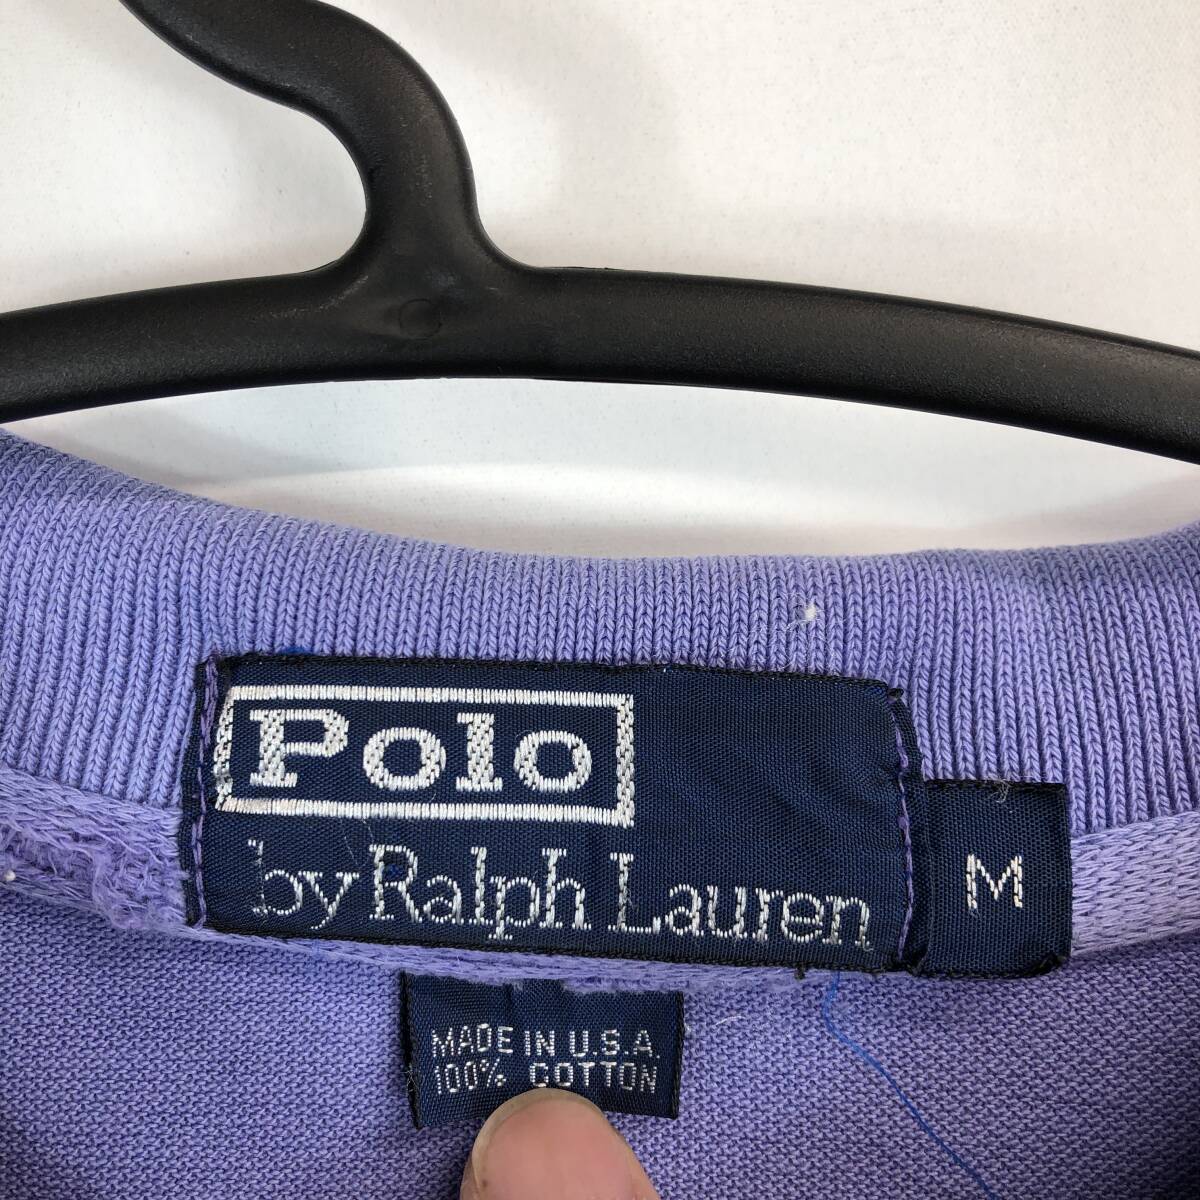 Polo
by Ralph Lauren
M
MADE IN U.S.A.
100% COTTON